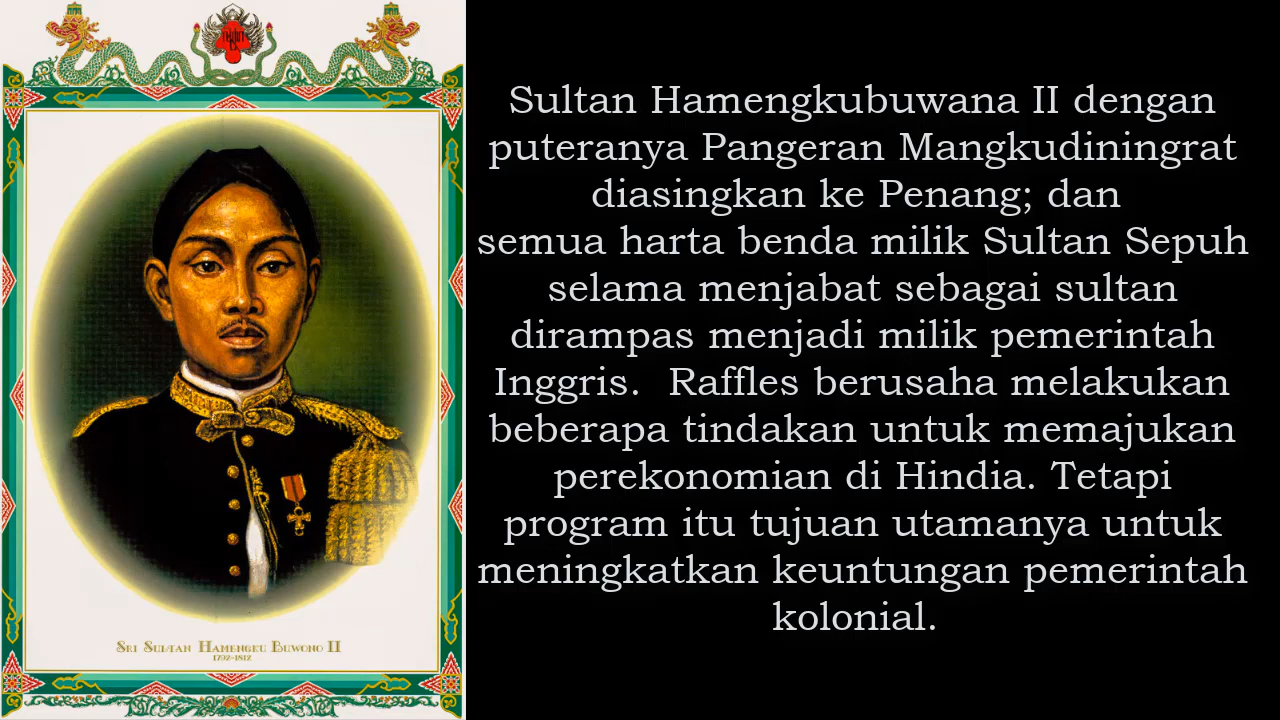 Sultan Hamengkubuwana II dengan
puteranya Pangeran Mangkudiningrat
diasingkan ke Penang; dan
semua harta benda milik Sultan Sepuh
selama menjabat sebagai sultan
dirampas menjadi milik pemerintah
Inggris.  Raffles berusaha melakukan
beberapa tindakan untuk memajukan
perekonomian di Hindia. Tetapi
program itu tujuan utamanya untuk
meningkatkan keuntungan pemerintah
kolonial.
Sri Sultan Hamengku Buwono II
1792-1812